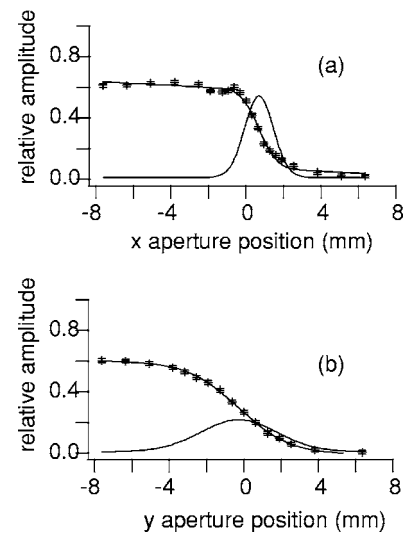 (a)
relative amplitude
0.8
0.4
0.0
-8 -4 0 4 8
x aperture position (mm)
(b)
relative amplitude
0.8
0.4
0.0
-8 -4 0 4 8
y aperture position (mm)